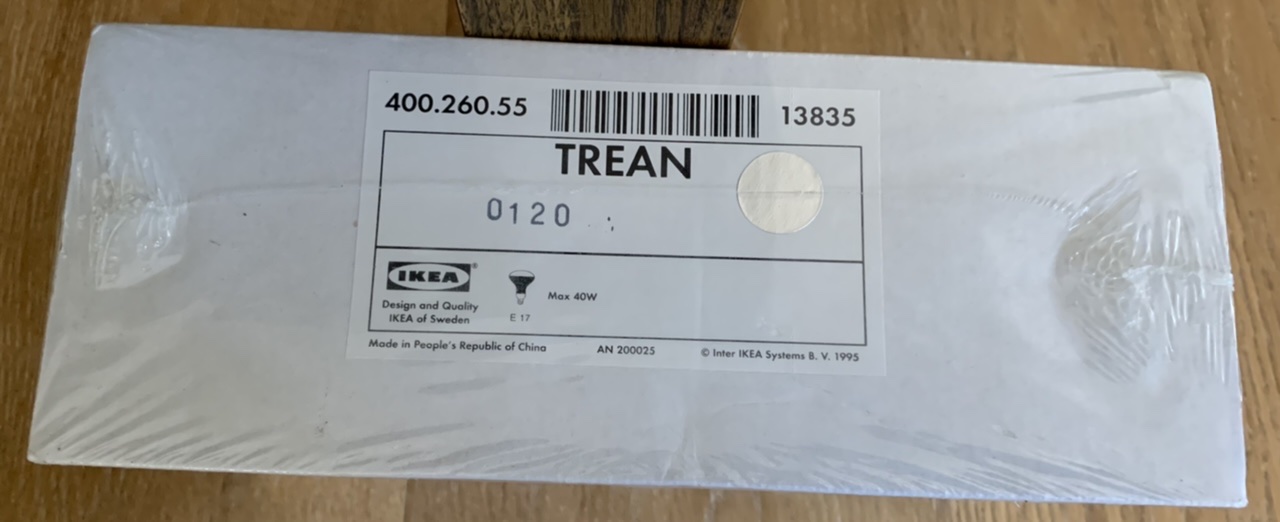 400.260.55 13835
TREAN
0120
IKEA®
Design and Quality
IKEA of Sweden
E 17
Max 40W
Made in People's Republic of China AN 200025 © Inter IKEA Systems B. V. 1995